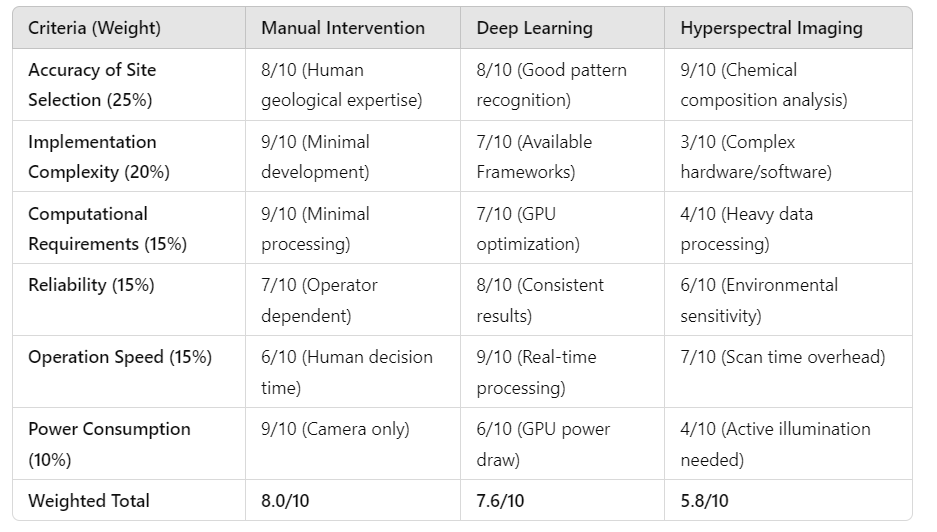 Criteria (Weight) Manual Intervention Deep Learning Hyperspectral Imaging
Accuracy of Site 8/10 (Human 8/10 (Good pattern 9/10 (Chemical
Selection (25%) geological expertise) recognition) composition analysis)
Implementation 9/10 (Minimal 7/10 (Available 3/10 (Complex
Complexity (20%) development) Frameworks) hardware/software)
Computational 9/10 (Minimal 7/10 (GPU 4/10 (Heavy data
Requirements (15%) processing) optimization) processing)
Reliability (15%) 7/10 (Operator 8/10 (Consistent 6/10 (Environmental
dependent) results) sensitivity)
Operation Speed (15%) 6/10 (Human decision 9/10 (Real-time 7/10 (Scan time overhead)
time) processing)
Power Consumption 9/10 (Camera only) 6/10 (GPU power 4/10 (Active illumination
(10%) draw) needed)
Weighted Total 8.0/10 7.6/10 5.8/10